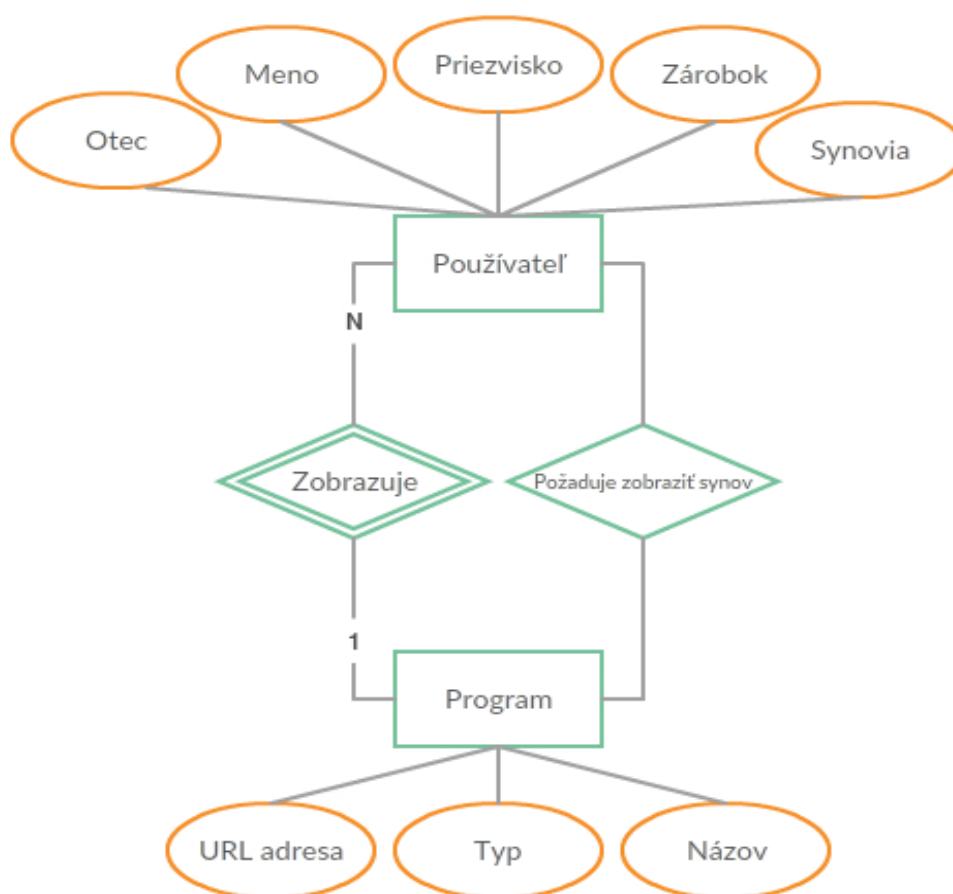 Priezvisko
Meno
Zárobok
Otec
Synovia
Používateľ
N
Zobrazuje
Požaduje zobraziť synov
1
Program
URL adresa
Typ
Názov